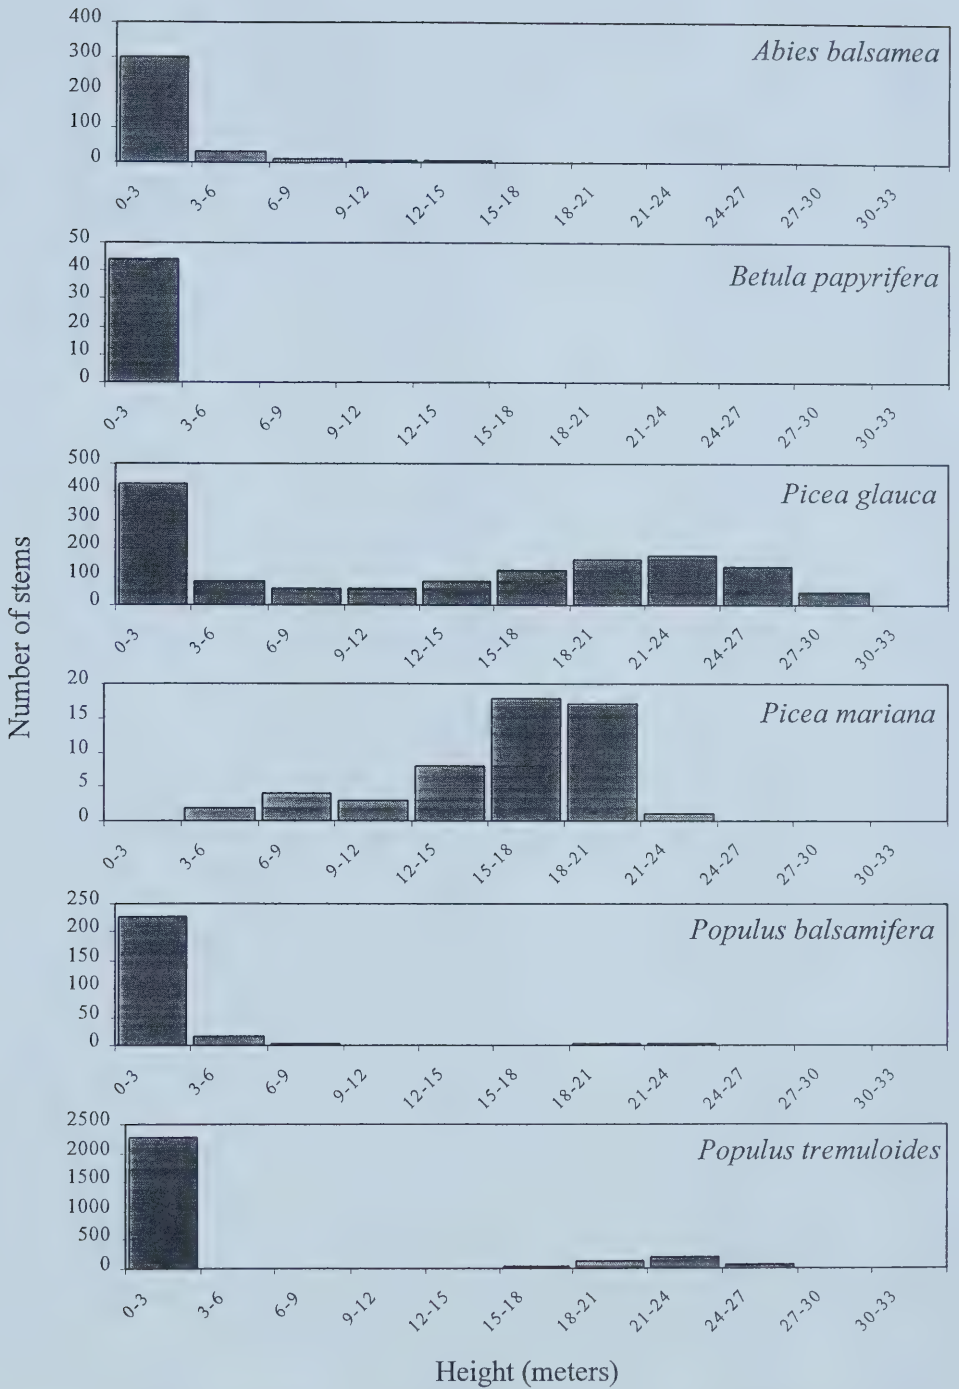 Number of stems
400
300
200
100
0
Abies balsamea
0-3 3-6 6-9 9-12 12-15 15-18 18-21 21-24 24-27 27-30 30-33
50
40
30
20
10
0
Betula papyrifera
0-3 3-6 6-9 9-12 12-15 15-18 18-21 21-24 24-27 27-30 30-33
500
400
300
200
100
0
Picea glauca
0-3 3-6 6-9 9-12 12-15 15-18 18-21 21-24 24-27 27-30 30-33
20
15
10
5
0
Picea mariana
0-3 3-6 6-9 9-12 12-15 15-18 18-21 21-24 24-27 27-30 30-33
250
200
150
100
50
0
Populus balsamifera
0-3 3-6 6-9 9-12 12-15 15-18 18-21 21-24 24-27 27-30 30-33
2500
2000
1500
1000
500
0
Populus tremuloides
0-3 3-6 6-9 9-12 12-15 15-18 18-21 21-24 24-27 27-30 30-33
Height (meters)